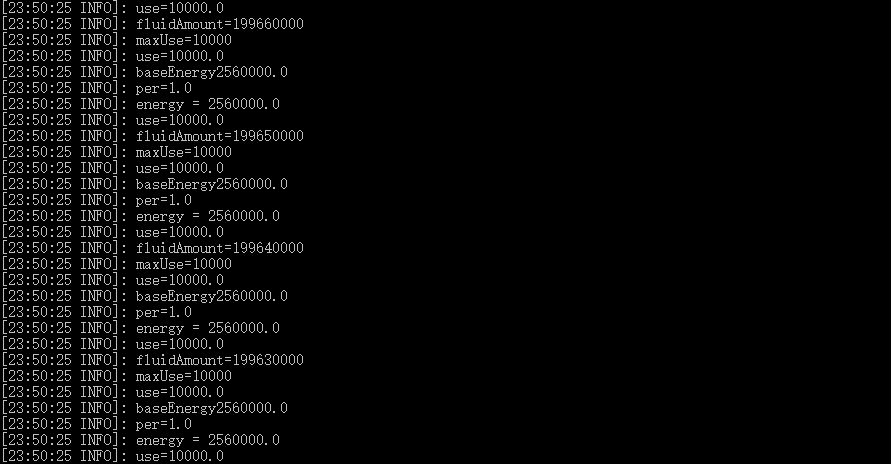 [23:50:25 INFO]: use=10000.0
[23:50:25 INFO]: fluidAmount=199660000
[23:50:25 INFO]: maxUse=10000
[23:50:25 INFO]: use=10000.0
[23:50:25 INFO]: baseEnergy2560000.0
[23:50:25 INFO]: per=1.0
[23:50:25 INFO]: energy = 2560000.0
[23:50:25 INFO]: use=10000.0
[23:50:25 INFO]: fluidAmount=199650000
[23:50:25 INFO]: maxUse=10000
[23:50:25 INFO]: use=10000.0
[23:50:25 INFO]: baseEnergy2560000.0
[23:50:25 INFO]: per=1.0
[23:50:25 INFO]: energy = 2560000.0
[23:50:25 INFO]: use=10000.0
[23:50:25 INFO]: fluidAmount=199640000
[23:50:25 INFO]: maxUse=10000
[23:50:25 INFO]: use=10000.0
[23:50:25 INFO]: baseEnergy2560000.0
[23:50:25 INFO]: per=1.0
[23:50:25 INFO]: energy = 2560000.0
[23:50:25 INFO]: use=10000.0
[23:50:25 INFO]: fluidAmount=199630000
[23:50:25 INFO]: maxUse=10000
[23:50:25 INFO]: use=10000.0
[23:50:25 INFO]: baseEnergy2560000.0
[23:50:25 INFO]: per=1.0
[23:50:25 INFO]: energy = 2560000.0
[23:50:25 INFO]: use=10000.0